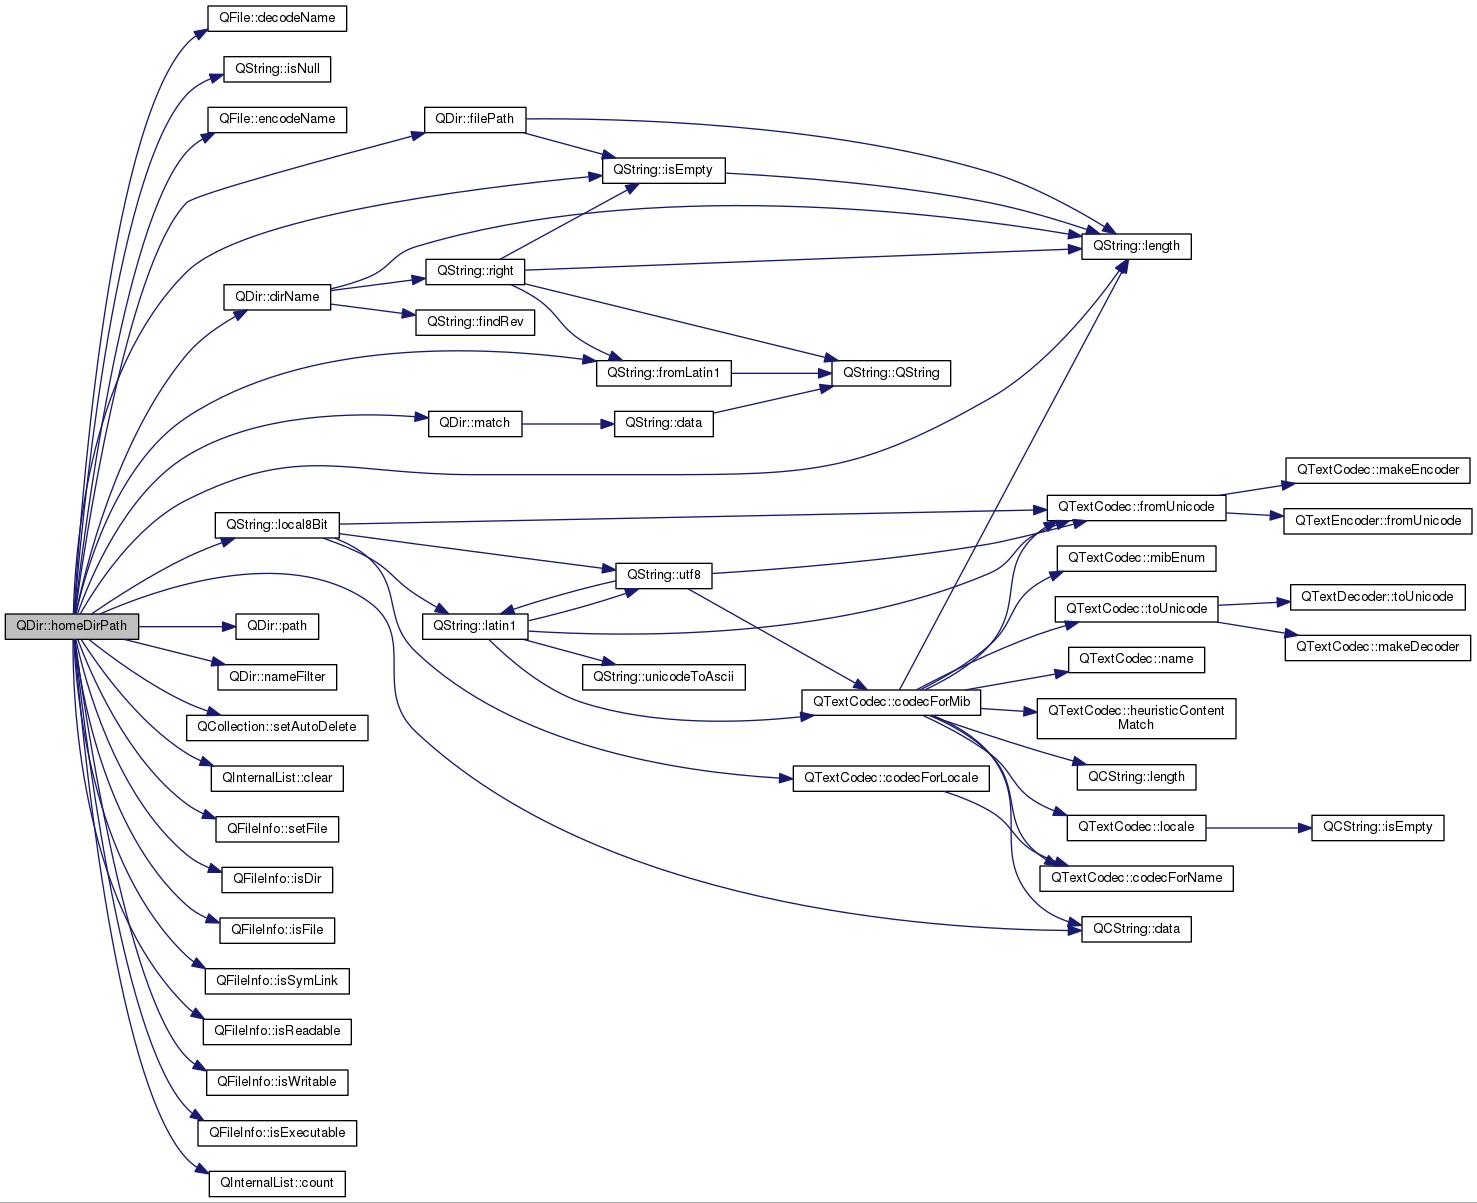 QFile::decodeName
QString::isNull
QFile::encodeName
QDir::filePath
QString::isEmpty
QString::length
QString::right
QDir::dirName
QString::findRev
QString::fromLatin1
QString::QString
QDir::match
QString::data
QTextCodec::makeEncoder
QTextCodec::fromUnicode
QTextEncoder::fromUnicode
QString::local8Bit
QTextCodec::mibEnum
QString::utf8
QTextDecoder::toUnicode
QTextCodec::toUnicode
QDir::homeDirPath
QDir::path
QString::latin1
QTextCodec::makeDecoder
QTextCodec::name
QDir::nameFilter
QString::unicodeToAscii
QTextCodec::codecForMib
QTextCodec::heuristicContent
Match
QCollection::setAutoDelete
QInternalList::clear
QTextCodec::codecForLocale
QCString::length
QFileInfo::setFile
QTextCodec::locale
QCString::isEmpty
QFileInfo::isDir
QTextCodec::codecForName
QFileInfo::isFile
QCString::data
QFileInfo::isSymLink
QFileInfo::isReadable
QFileInfo::isWritable
QFileInfo::isExecutable
QInternalList::count